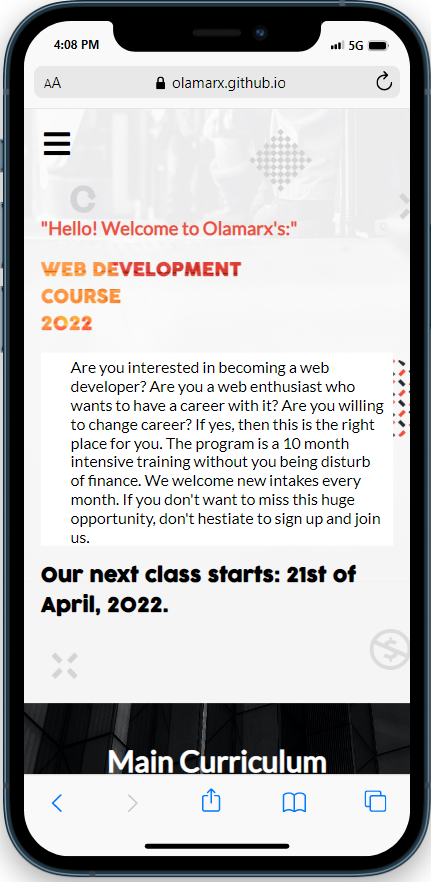 4:08 PM
5G
AA
olamarx.github.io
C
"Hello! Welcome to Olamarx's:"
WEB DEVELOPMENT
COURSE
2022
Are you interested in becoming a web
developer? Are you a web enthusiast who
wants to have a career with it? Are you willing
to change career? If yes, then this is the right
place for you. The program is a 10 month
intensive training without you being disturb
of finance. We welcome new intakes every
month. If you don't want to miss this huge
opportunity, don't hestiate to sign up and join
us.
Our next class starts: 21st of
April, 2022.
$
Main Curriculum